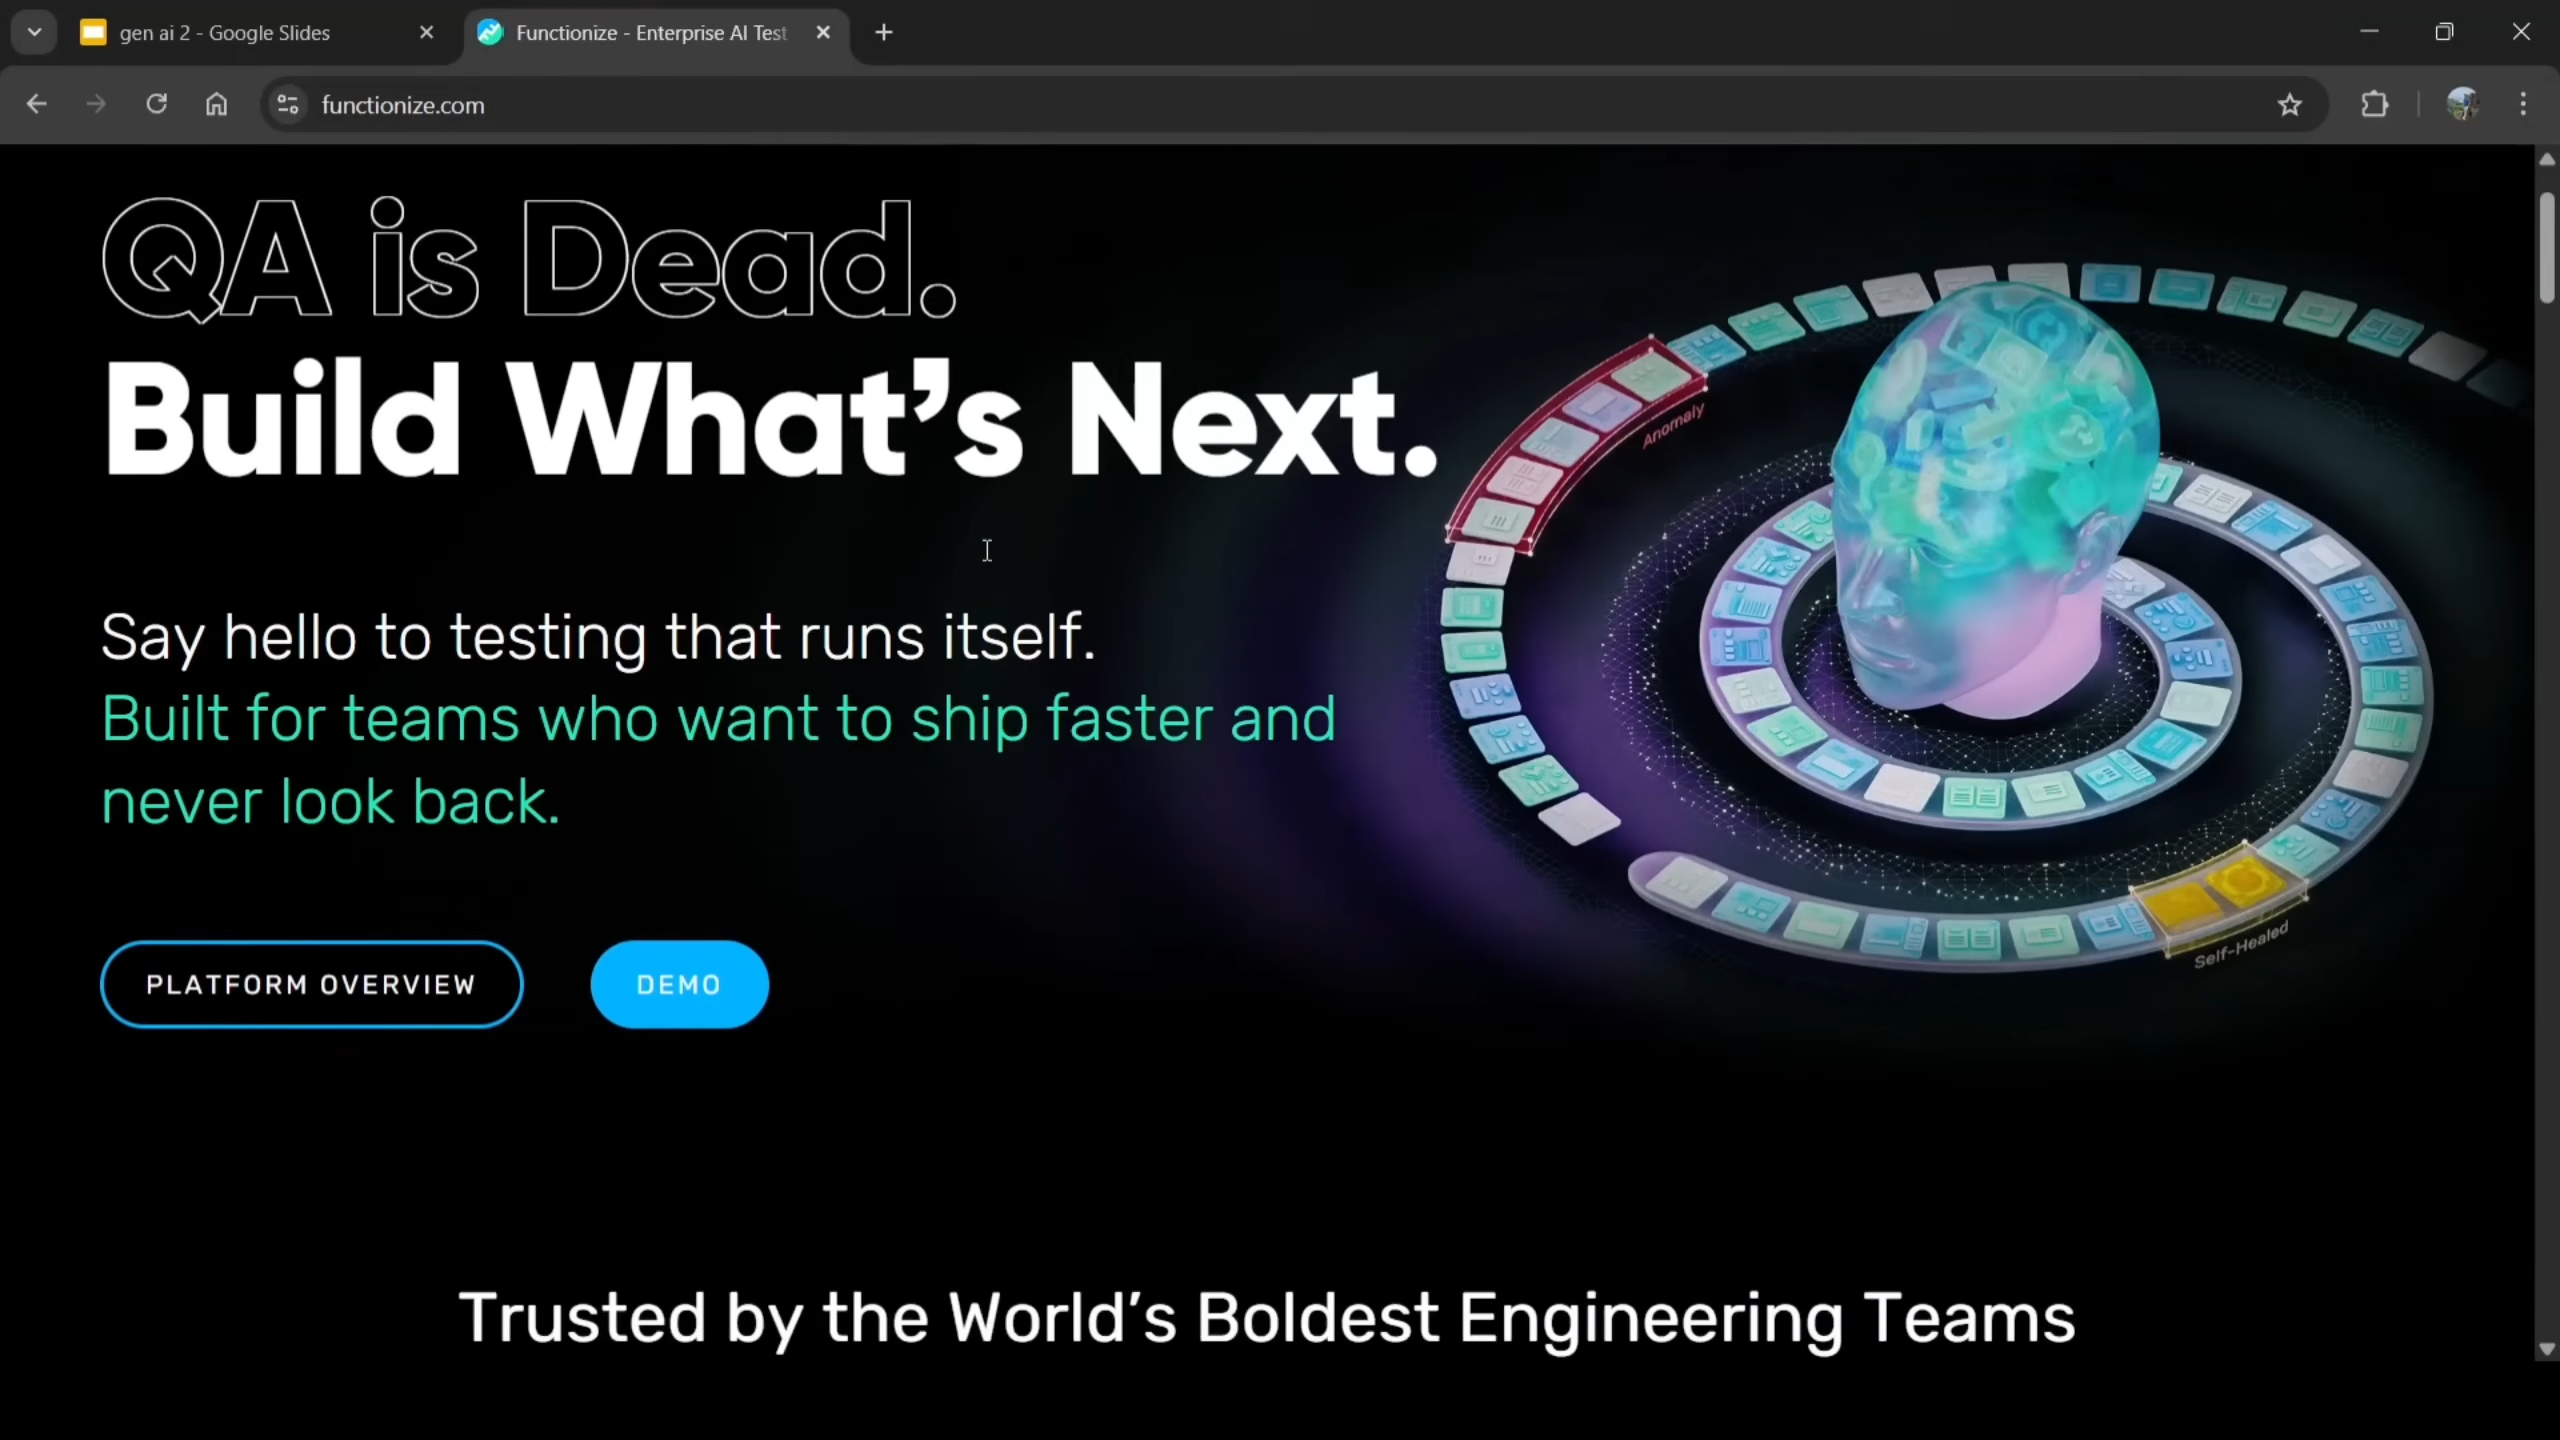 gen ai 2 - Google Slides
Functionize - Enterprise AI Test
functionize.com
QA is Dead.
Build What's Next.
Say hello to testing that runs itself.
Built for teams who want to ship faster and
never look back.
PLATFORM OVERVIEW
DEMO
Anomaly
Self-Healed
Trusted by the World's Boldest Engineering Teams